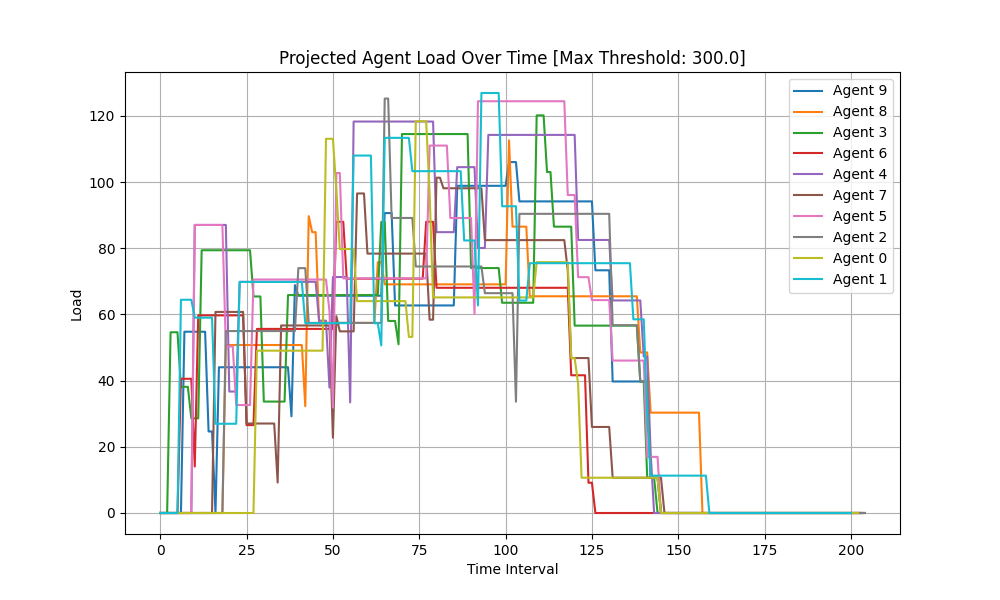 Projected Agent Load Over Time [Max Threshold: 300.0]
Load
120
100
80
60
40
20
0
0 25 50 75 100 125 150 175 200
Time Interval
Agent 9
Agent 8
Agent 3
Agent 6
Agent 4
Agent 7
Agent 5
Agent 2
Agent 0
Agent 1